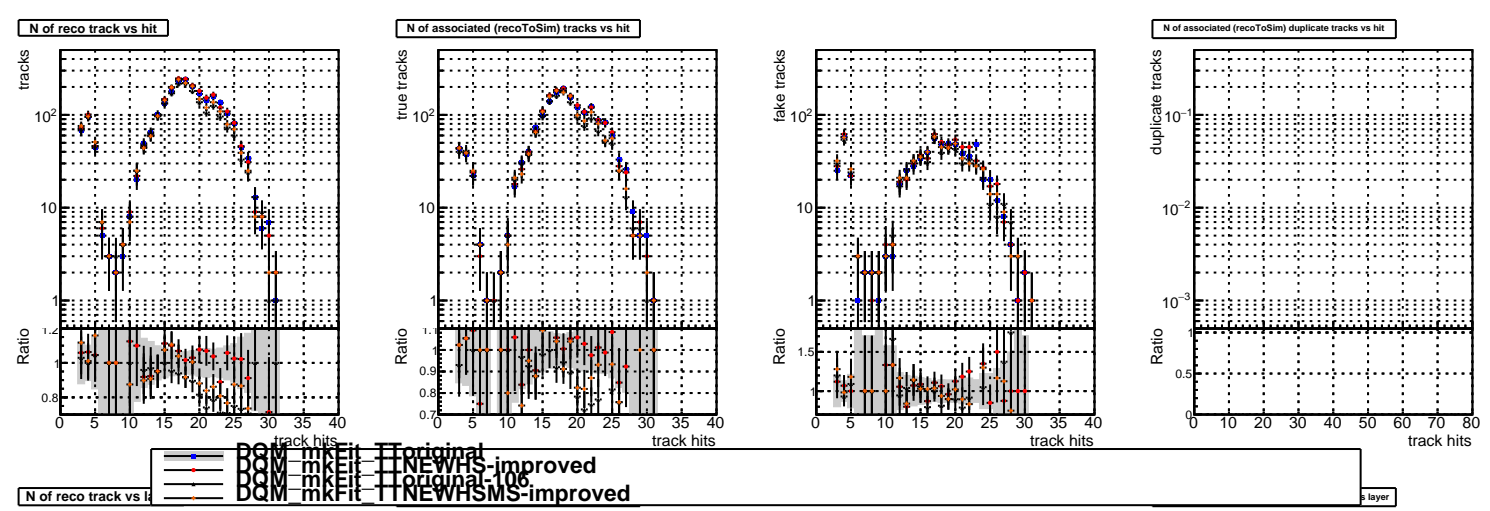 N of reco track vs hit
N of associated (recoToSim) tracks vs hit
N of associated (recoToSim) duplicate tracks vs hit
tracks
10²
10
1
Ratio
1.2
1
0.8
0 5 10 15 20 25 30 35 40
track hits
true tracks
10²
10
1
Ratio
1.1
1
0.9
0.8
0.7
0 5 10 15 20 25 30 35 40
track hits
fake tracks
10²
10
1
Ratio
1.5
1
0 5 10 15 20 25 30 35 40
track hits
duplicate tracks
10⁻¹
10⁻²
10⁻³
Ratio
1
0.5
0
0 10 20 30 40 50 60 70 80
track hits
DQM_mkFit_TToriginal
DQM_mkFit_TTNEWHS-improved
DQM_mkFit_TToriginal-106
DQM_mkFit_TTNEWHSMS-improved
N of reco track vs la
s layer